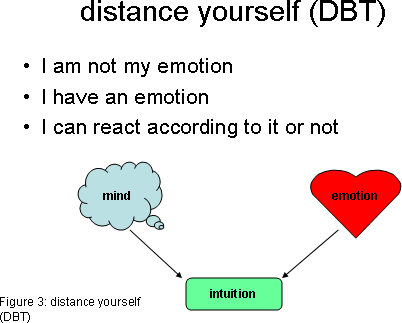 distance yourself (DBT)
• I am not my emotion
• I have an emotion
• I can react according to it or not
mind
emotion
intuition
Figure 3: distance yourself
(DBT)